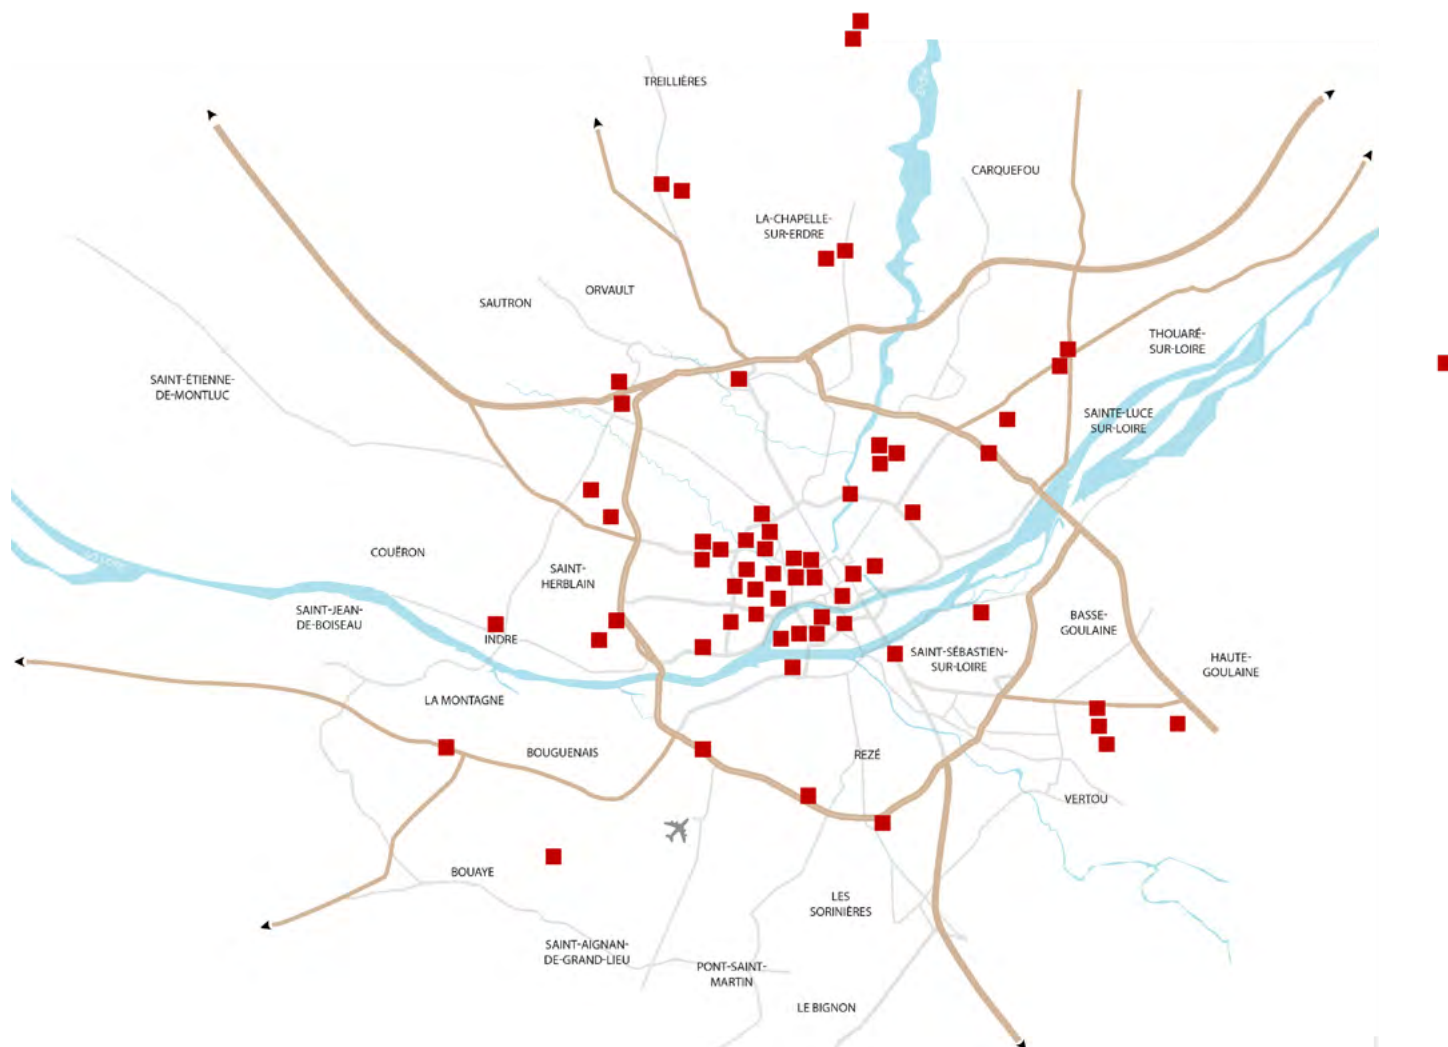 TREILLIÈRES
CARQUEFOU
LA-CHAPELLE-
SUR-ERDRE
ORVAULT
SAUTRON
THOUARÉ-
SUR-LOIRE
SAINT-ÉTIENNE-
DE-MONTLUC
SAINTE-LUCE
SUR-LOIRE
COUËRON
SAINT-
HERBLAIN
SAINT-JEAN-
DE-BOISEAU
INDRE
BASSE-
GOULAINE
SAINT-SÉBASTIEN-
SUR-LOIRE
HAUTE-
GOULAINE
LA MONTAGNE
BOUGUENAIS
REZÉ
VERTOU
BOUAYE
LES
SORINIÈRES
SAINT-AIGNAN-
DE-GRAND-LIEU
PONT-SAINT-
MARTIN
LE BIGNON